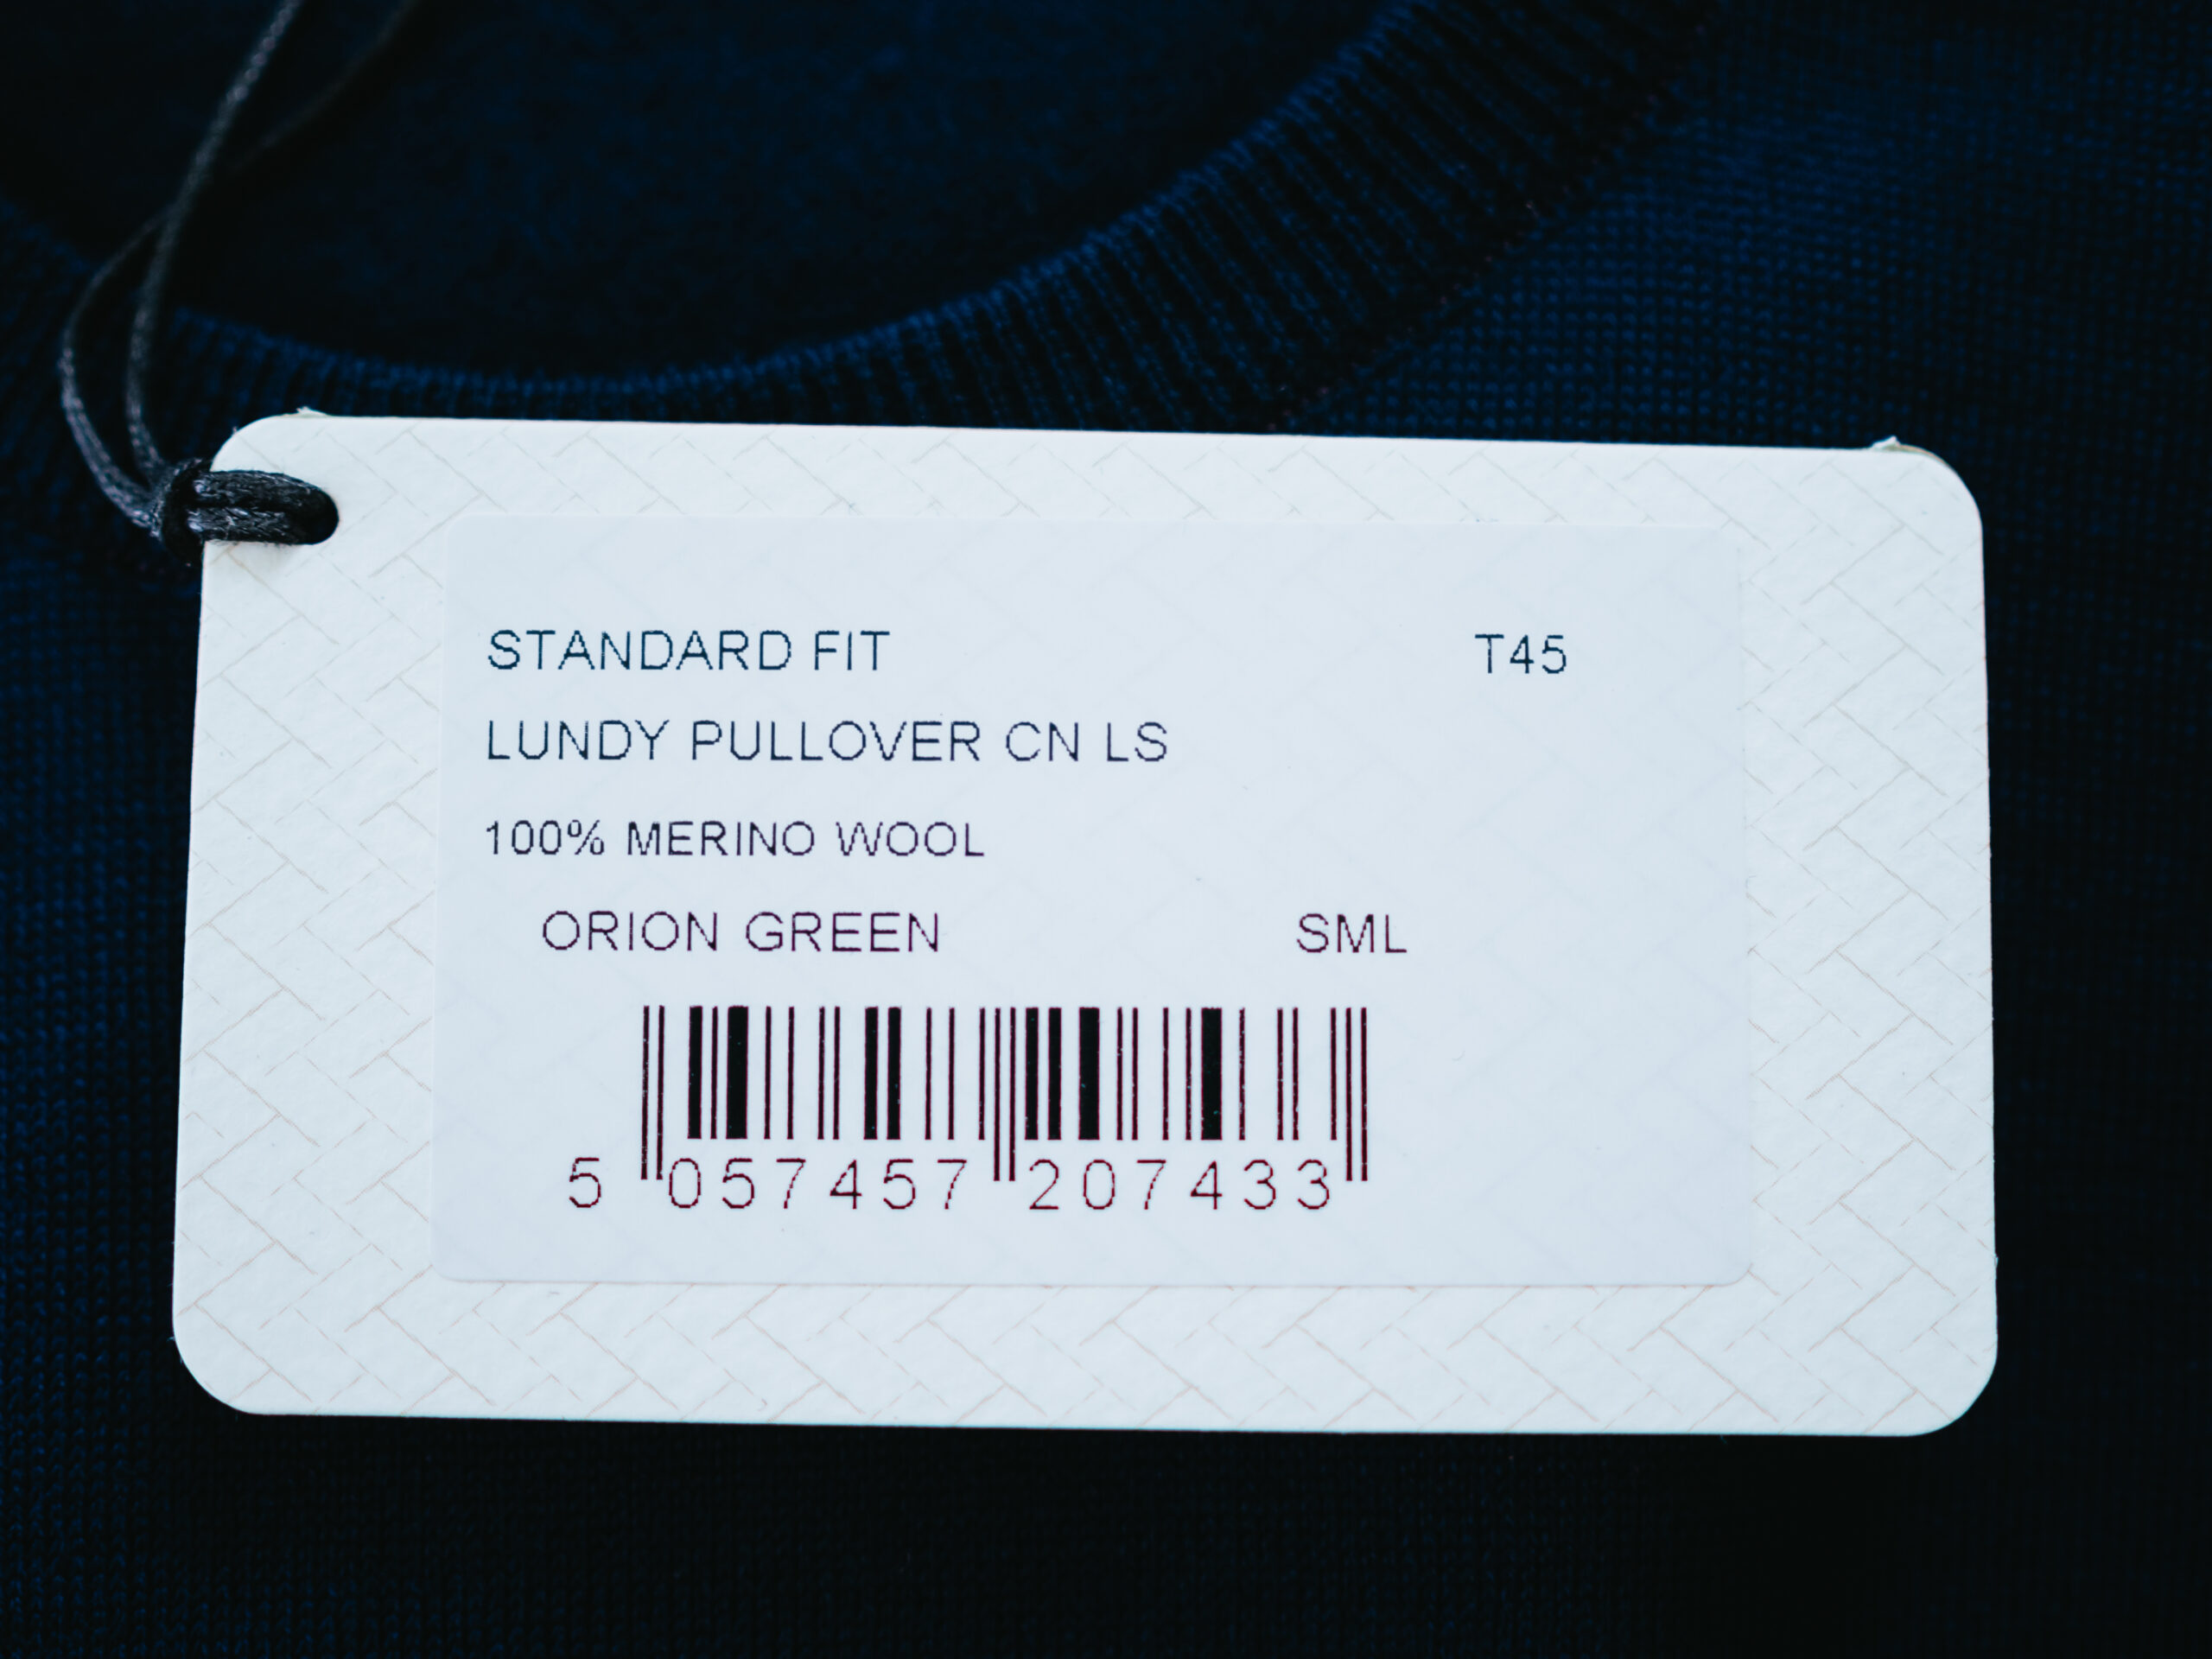 STANDARD FIT T45
LUNDY PULLOVER CN LS
100% MERINO WOOL
ORION GREEN SML
5 057457 207433